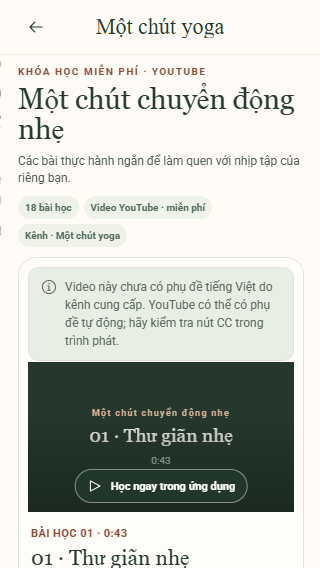 Một chút yoga
KHÓA HỌC MIỄN PHÍ · YOUTUBE
Một chút chuyển động
nhẹ
Các bài thực hành ngắn để làm quen với nhịp tập của
riêng bạn.
18 bài học
Video YouTube · miễn phí
Kênh · Một chút yoga
Video này chưa có phụ đề tiếng Việt do
kênh cung cấp. YouTube có thể có phụ
đề tự động; hãy kiểm tra nút CC trong
trình phát.
Một chút chuyển động nhẹ
01 · Thư giãn nhẹ
0:43
Học ngay trong ứng dụng
BÀI HỌC 01 · 0:43
01 · Thư giãn nhẹ